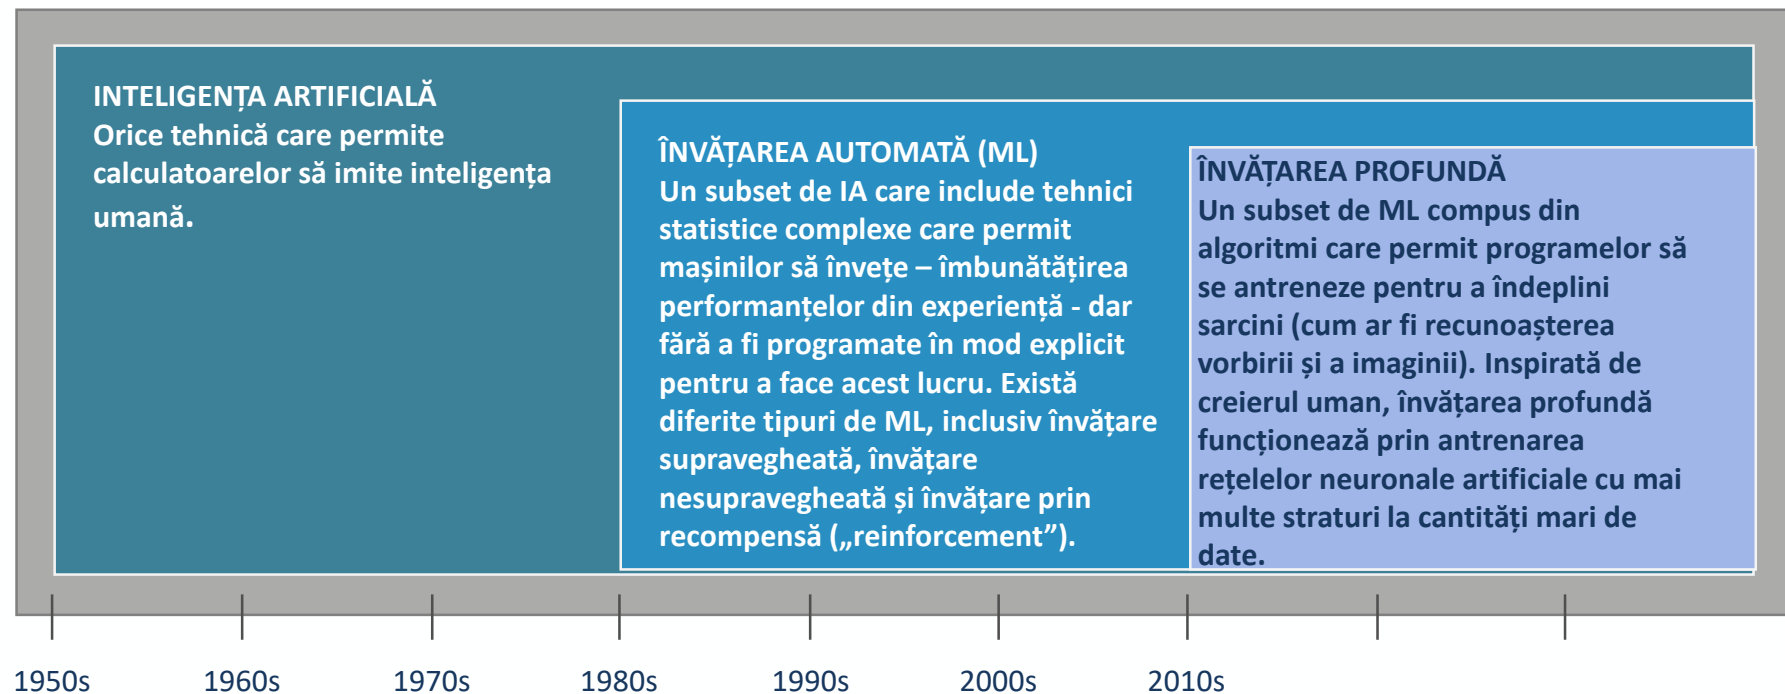 INTELIGENȚA ARTIFICIALĂ
Orice tehnică care permite
calculatoarelor să imite inteligența
umană.
ÎNVĂȚAREA AUTOMATĂ (ML)
Un subset de IA care include tehnici
statistice complexe care permit
mașinilor să învețe – îmbunătățirea
performanțelor din experiență - dar
fără a fi programate în mod explicit
pentru a face acest lucru. Există
diferite tipuri de ML, inclusiv învățare
supravegheată, învățare
nesupravegheată și învățare prin
recompensă („reinforcement”).
ÎNVĂȚAREA PROFUNDĂ
Un subset de ML compus din
algoritmi care permit programelor să
se antreneze pentru a îndeplini
sarcini (cum ar fi recunoașterea
vorbirii și a imaginii). Inspirată de
creierul uman, învățarea profundă
funcționează prin antrenarea
rețelelor neuronale artificiale cu mai
multe straturi la cantități mari de
date.
1950s 1960s 1970s 1980s 1990s 2000s 2010s